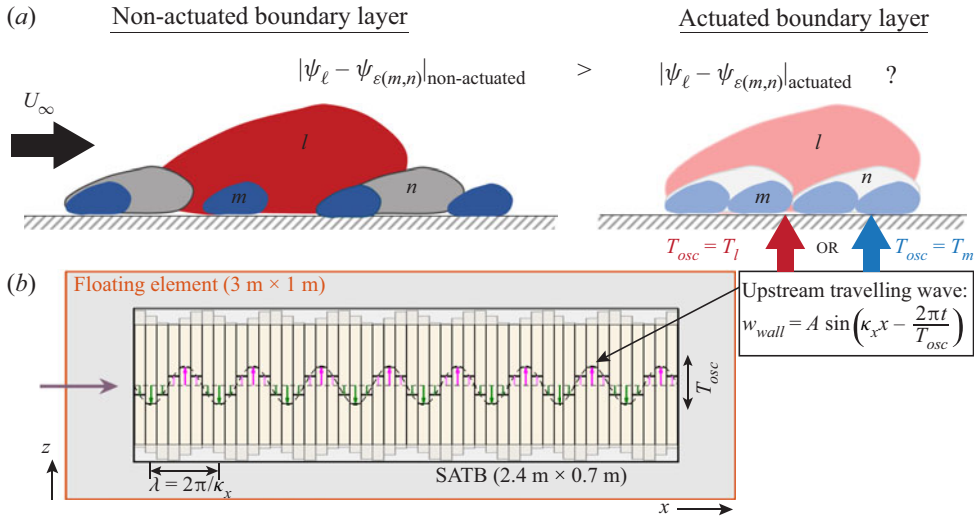 (a)
Non-actuated boundary layer
Actuated boundary layer
|ψℓ − ψε(m,n)|non-actuated > |ψℓ − ψε(m,n)|actuated ?
U∞
l
m
n
l
m
n
Tosc = Tl OR Tosc = Tm
(b)
Floating element (3 m × 1 m)
Upstream travelling wave:
wwall = A sin(κx x − 2πt/Tosc)
Tosc
z
λ = 2π/κx
SATB (2.4 m × 0.7 m)
x